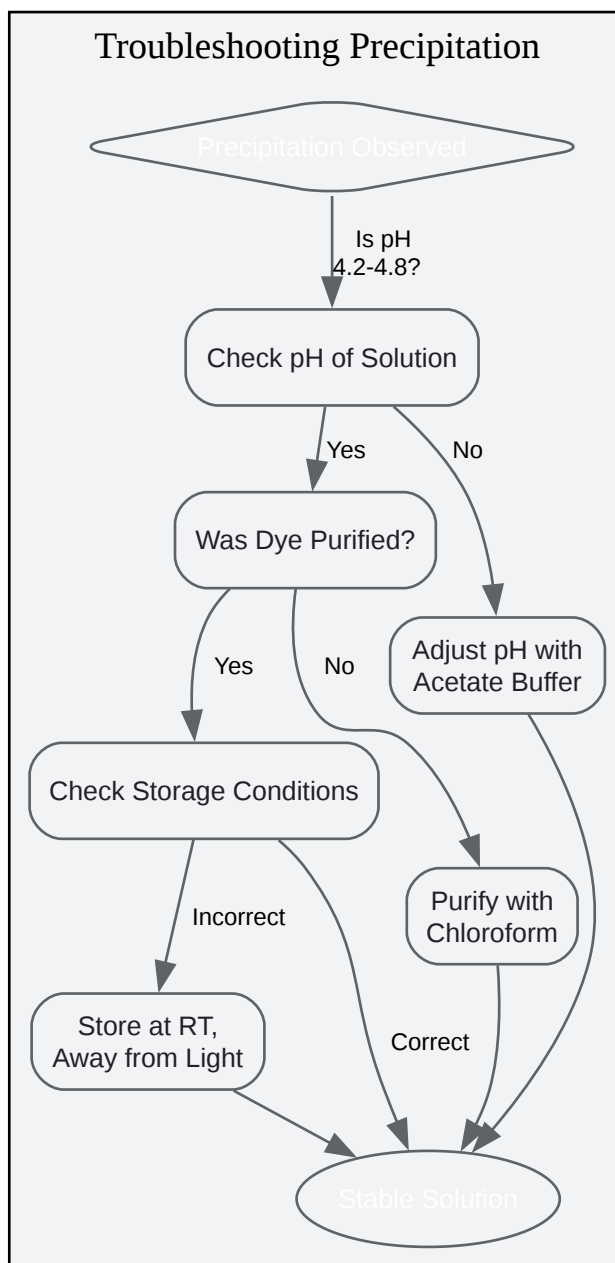 Troubleshooting Precipitation
Precipitation Observed
Is pH
4.2-4.8?
Check pH of Solution
Yes
No
Was Dye Purified?
Yes
No
Adjust pH with
Acetate Buffer
Check Storage Conditions
Incorrect
Purify with
Chloroform
Store at RT,
Away from Light
Correct
Stable Solution